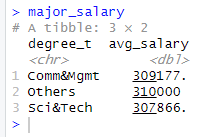 > major_salary
# A tibble: 3 × 2
degree_t avg_salary
<chr> <dbl>
1 Comm&Mgmt 309177.
2 Others 310000
3 Sci&Tech 307866.
>